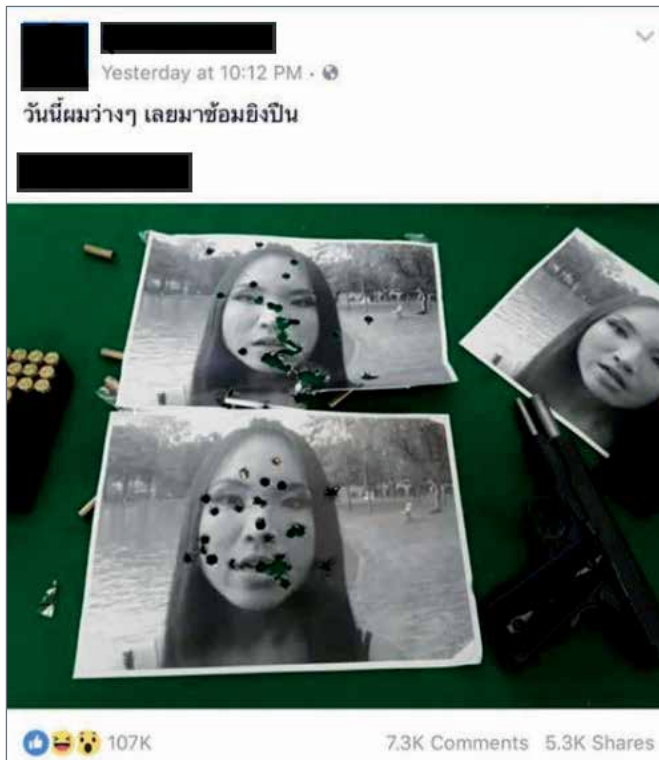 Yesterday at 10:12 PM ·
วันนี้ผมว่างๆ เลยมาซ้อมยิงปืน
107K
7.3K Comments 5.3K Shares